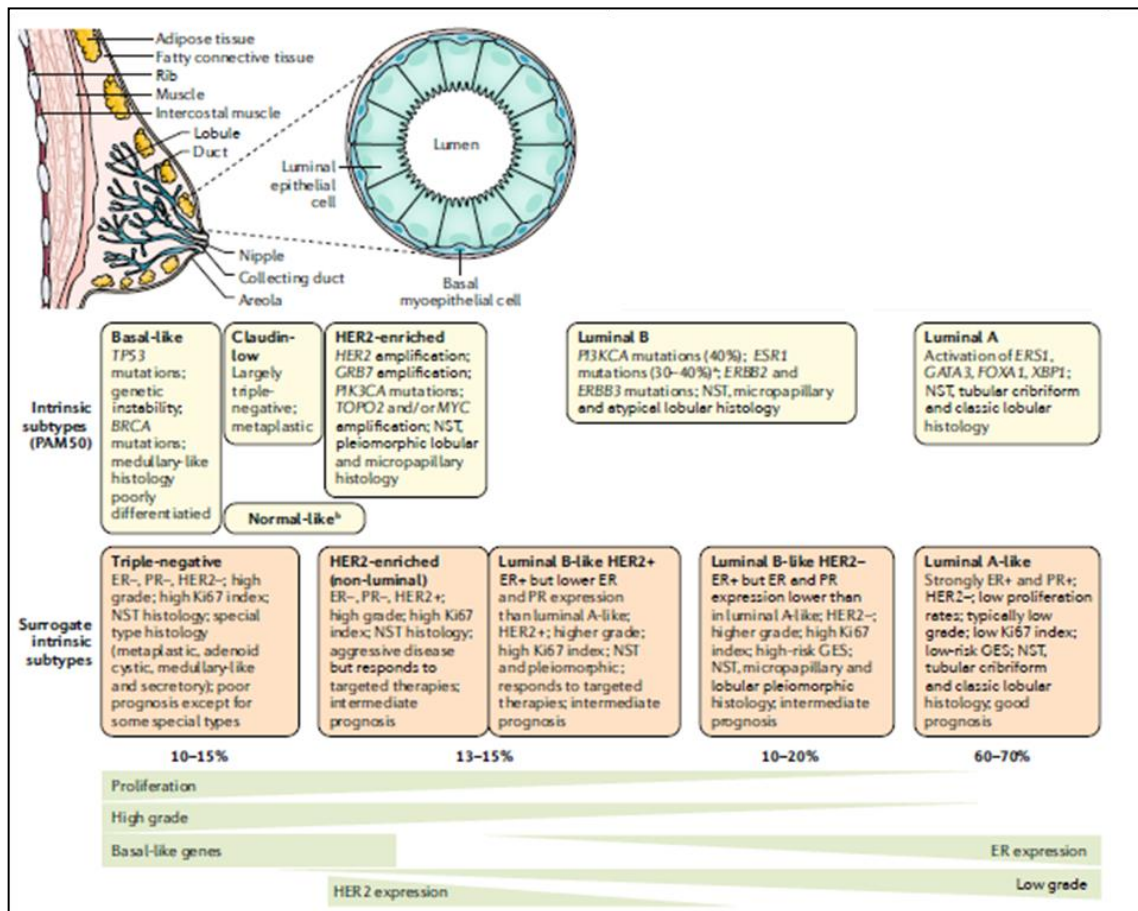 Adipose tissue
Fatty connective tissue
Rib
Muscle
Intercostal muscle
Lobule
Duct
Nipple
Collecting duct
Areola
Luminal
epithelial
cell
Lumen
Basal
myoepithelial cell
Intrinsic
subtypes
(PAM50)
Basal-like
TP53
mutations;
genetic
instability;
BRCA
mutations;
medullary-like
histology
poorly
differentiatied
Claudin-
low
Largely
triple-
negative;
metaplastic
Normal-likeᵇ
HER2-enriched
HER2 amplification;
GRB7 amplification;
PIK3CA mutations;
TOPO2 and/or MYC
amplification; NST,
pleiomorphic lobular
and micropapillary
histology
Luminal B
PI3KCA mutations (40%); ESR1
mutations (30–40%)ᵃ; ERBB2 and
ERBB3 mutations; NST, micropapillary
and atypical lobular histology
Luminal A
Activation of ERS1,
GATA3, FOXA1, XBP1;
NST, tubular cribriform
and classic lobular
histology
Surrogate
intrinsic
subtypes
Triple-negative
ER–, PR–, HER2–; high
grade; high Ki67 index;
NST histology; special
type histology
(metaplastic, adenoid
cystic, medullary-like
and secretory); poor
prognosis except for
some special types
HER2-enriched
(non-luminal)
ER–, PR–, HER2+;
high grade; high Ki67
index; NST histology;
aggressive disease
but responds to
targeted therapies;
intermediate
prognosis
Luminal B-like HER2+
ER+ but lower ER
and PR expression
than luminal A-like;
HER2+; higher grade;
high Ki67 index; NST
and pleiomorphic;
responds to targeted
therapies; intermediate
prognosis
Luminal B-like HER2–
ER+ but ER and PR
expression lower than
in luminal A-like; HER2–;
higher grade; high Ki67
index; high-risk GES;
NST, micropapillary and
lobular pleiomorphic
histology; intermediate
prognosis
Luminal A-like
Strongly ER+ and PR+;
HER2–; low proliferation
rates; typically low
grade; low Ki67 index;
low-risk GES; NST,
tubular cribriform
and classic lobular
histology; good
prognosis
10–15%
13–15%
10–20%
60–70%
Proliferation
High grade
Basal-like genes
ER expression
Low grade
HER2 expression